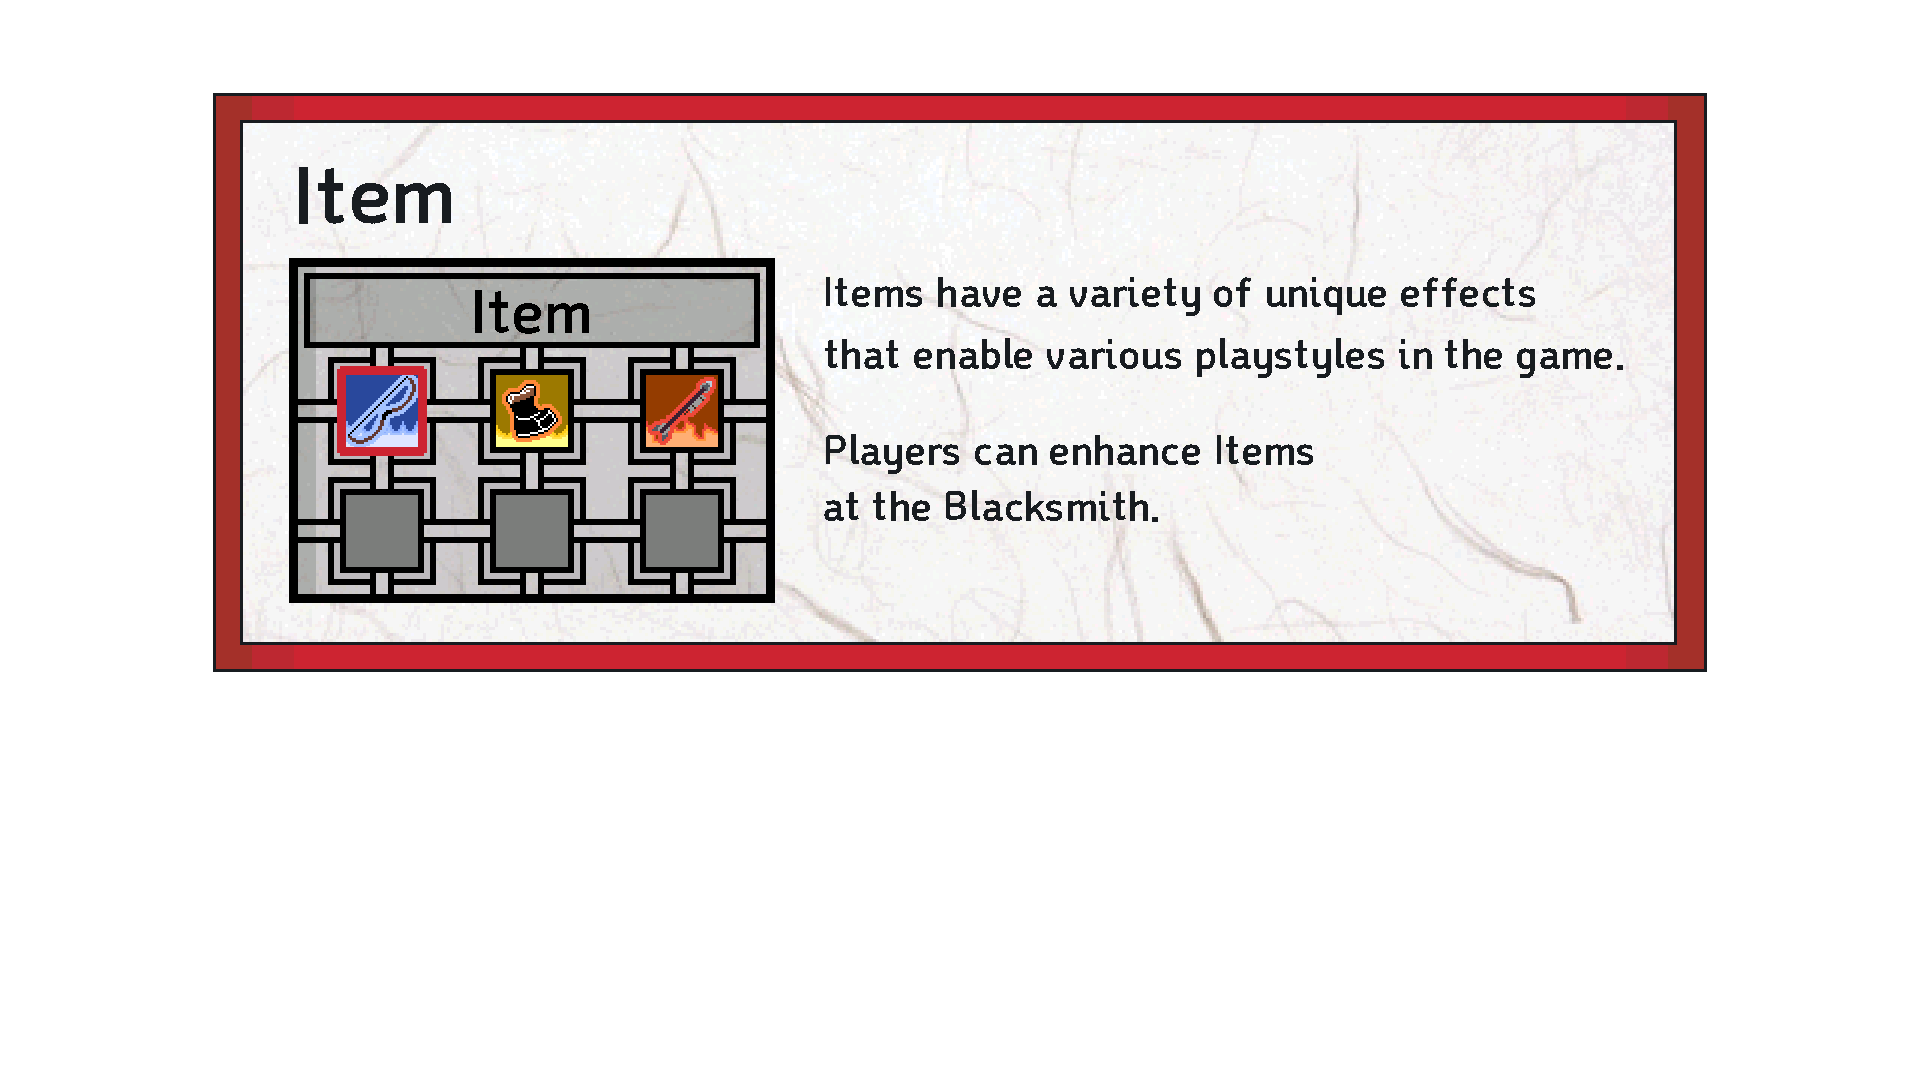 Item
Item
Items have a variety of unique effects
that enable various playstyles in the game.
Players can enhance Items
at the Blacksmith.